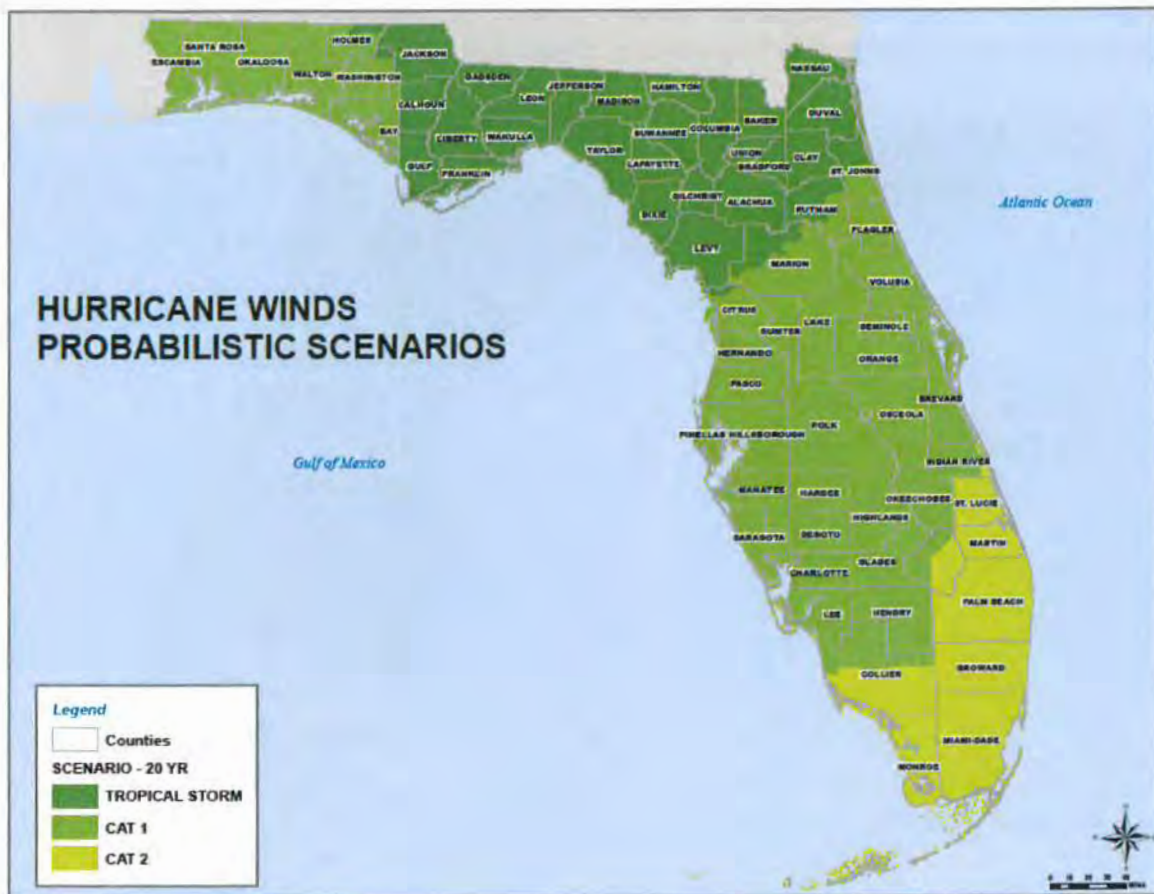 HOLMES
SANTA ROSA
JACKSON
ESCAMBIA
OKALOOSA
WALTON
WASHINGTON
GADSDEN
JEFFERSON
HAMILTON
NASSAU
LEON
MADISON
CALHOUN
BAY
LIBERTY
WAKULLA
SUWANNEE
COLUMBIA
BAKER
DUVAL
TAYLOR
LAFAYETTE
UNION
BRADFORD
CLAY
GULF
FRANKLIN
ST. JOHNS
GILCHRIST
ALACHUA
PUTNAM
DIXIE
FLAGLER
LEVY
MARION
VOLUSIA
Atlantic Ocean
HURRICANE WINDS
PROBABILISTIC SCENARIOS
CITRUS
SUMTER
LAKE
SEMINOLE
HERNANDO
ORANGE
PASCO
BREVARD
OSCEOLA
PINELLAS
HILLSBOROUGH
POLK
Gulf of Mexico
INDIAN RIVER
MANATEE
HARDEE
OKEECHOBEE
ST. LUCIE
HIGHLANDS
SARASOTA
DESOTO
MARTIN
CHARLOTTE
GLADES
PALM BEACH
LEE
HENDRY
COLLIER
BROWARD
MIAMI-DADE
MONROE
Legend
Counties
SCENARIO - 20 YR
TROPICAL STORM
CAT 1
CAT 2